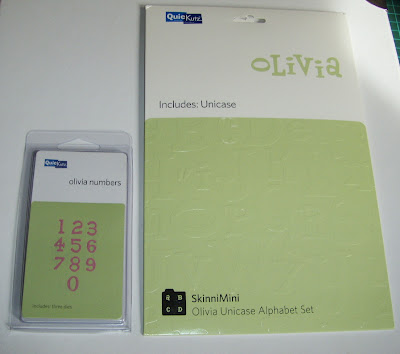 QuicKutz
OLiViа
Includes: Unicase
A B
C D
SkinniMini
Olivia Unicase Alphabet Set
QuicKutz
olivia numbers
1 2 3
4 5 6
7 8 9
0